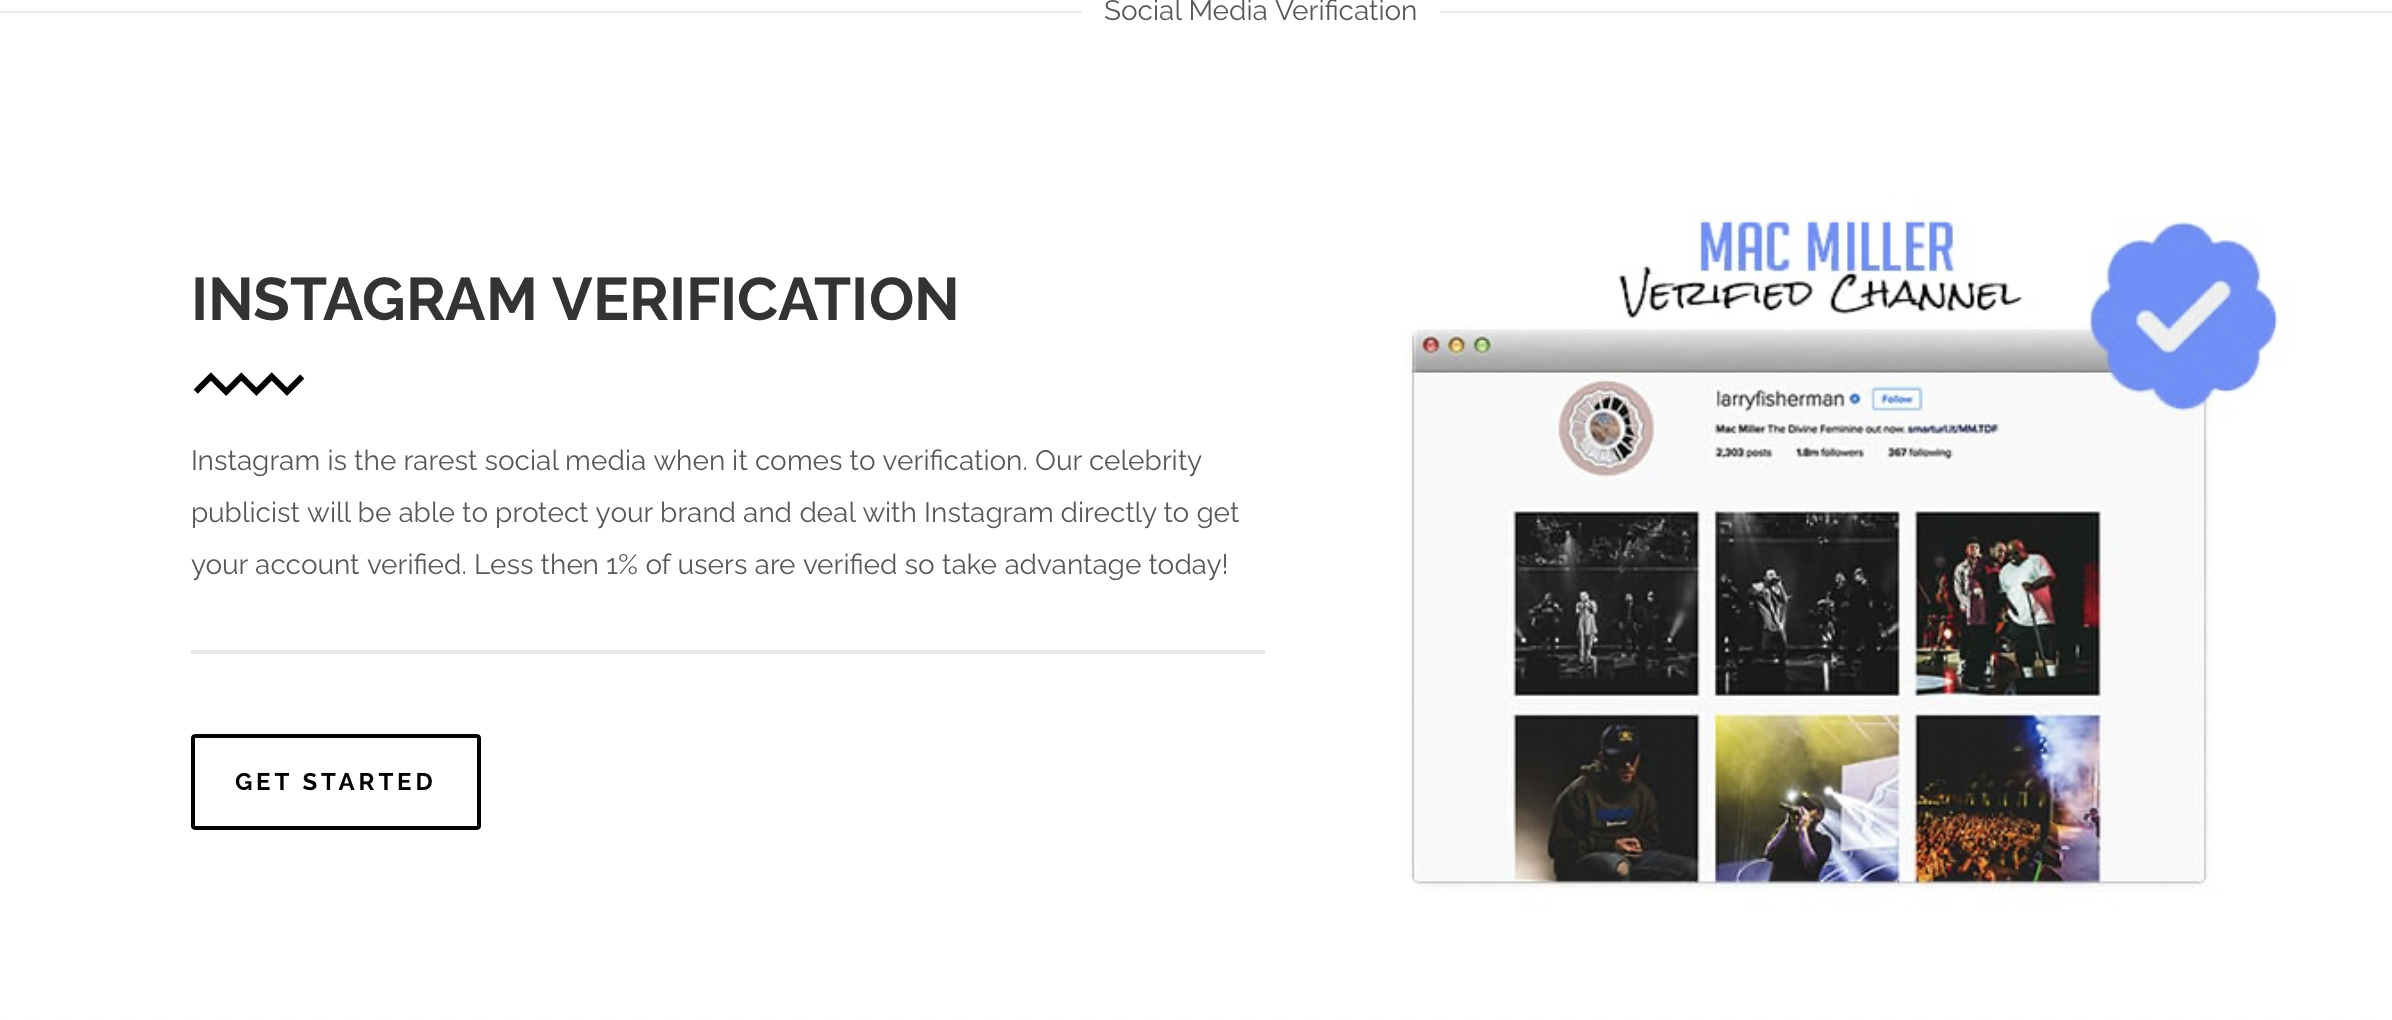 Social Media Verification
INSTAGRAM VERIFICATION
Instagram is the rarest social media when it comes to verification. Our celebrity
publicist will be able to protect your brand and deal with Instagram directly to get
your account verified. Less then 1% of users are verified so take advantage today!
GET STARTED
MAC MILLER
VERIFIED CHANNEL
larryfisherman Follow
Mac Miller The Divine Feminine out now. smarturl.it/MM.TDF
2,303 posts 1.8m followers 367 following